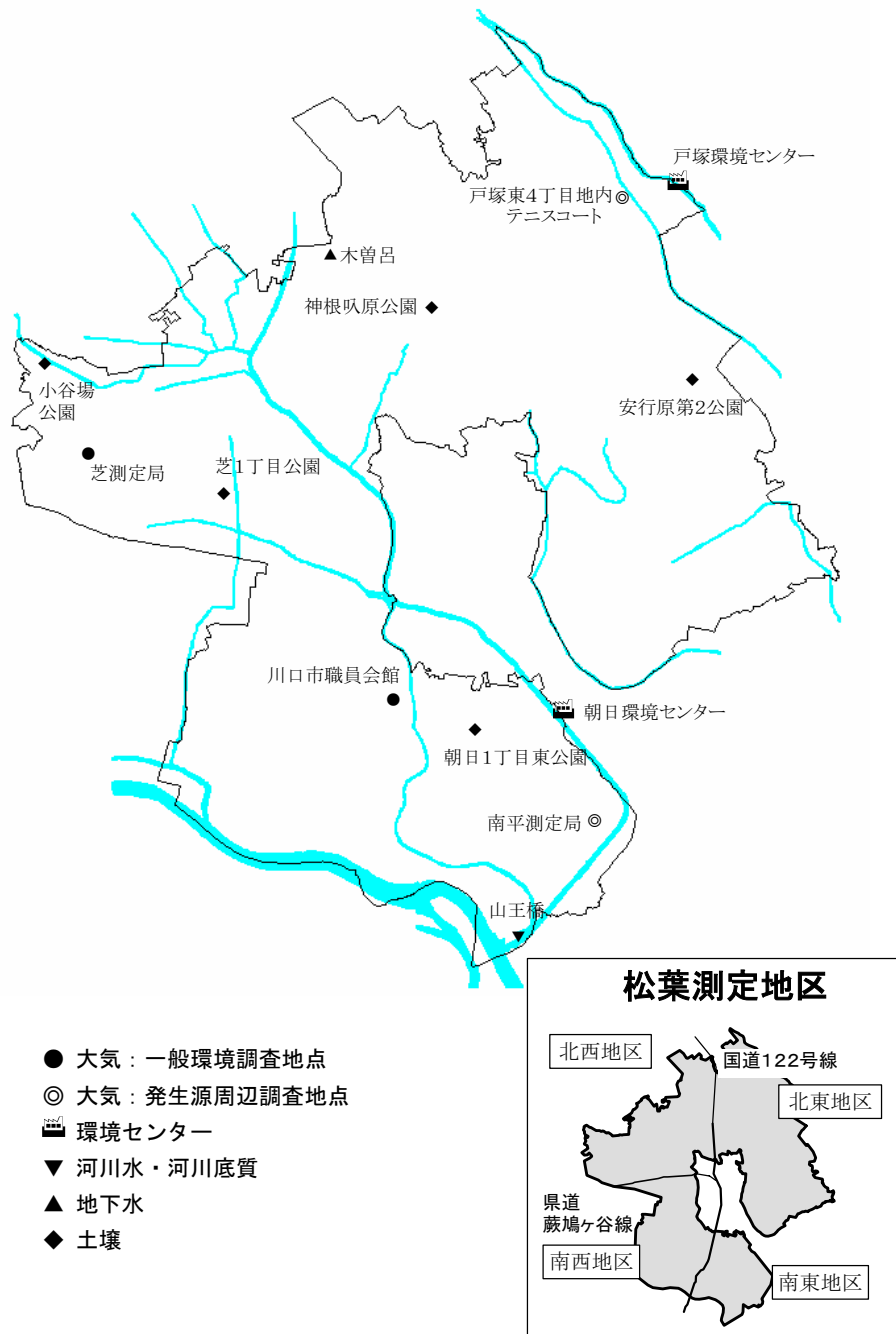 戸塚環境センター
戸塚東4丁目地内
テニスコート
木曽呂
神根叺原公園
小谷場
公園
安行原第2公園
芝測定局
芝1丁目公園
川口市職員会館
朝日環境センター
朝日1丁目東公園
南平測定局
山王橋
● 大気：一般環境調査地点
◎ 大気：発生源周辺調査地点
環境センター
▼ 河川水・河川底質
▲ 地下水
◆ 土壌
松葉測定地区
北西地区
国道122号線
北東地区
県道
蕨鳩ヶ谷線
南西地区
南東地区